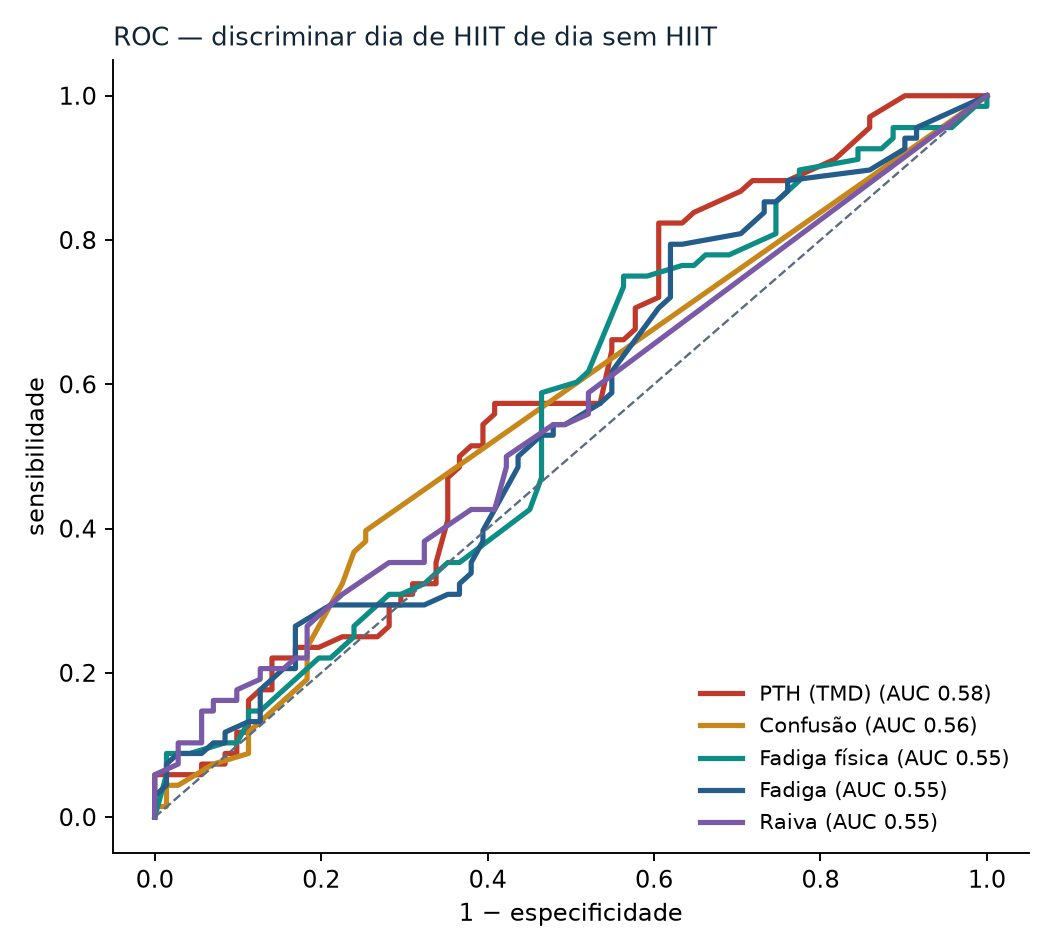 ROC — discriminar dia de HIIT de dia sem HIIT
1.0
0.8
0.6
0.4
0.2
0.0
sensibilidade
PTH (TMD) (AUC 0.58)
Confusão (AUC 0.56)
Fadiga física (AUC 0.55)
Fadiga (AUC 0.55)
Raiva (AUC 0.55)
0.0 0.2 0.4 0.6 0.8 1.0
1 − especificidade